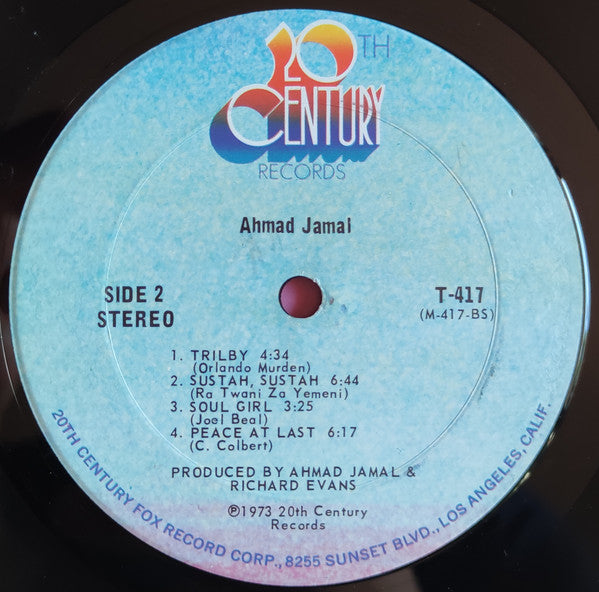 20TH
CENTURY
RECORDS
Ahmad Jamal
SIDE 2
STEREO
T-417
(M-417-BS)
1. TRILBY 4:34
(Orlando Murden)
2. SUSTAH, SUSTAH 6:44
(Ra Twani Za Yemeni)
3. SOUL GIRL 3:25
(Joel Beal)
4. PEACE AT LAST 6:17
(C. Colbert)
PRODUCED BY AHMAD JAMAL &
RICHARD EVANS
℗1973 20th Century
Records
20TH CENTURY FOX RECORD CORP., 8255 SUNSET BLVD., LOS ANGELES, CALIF.